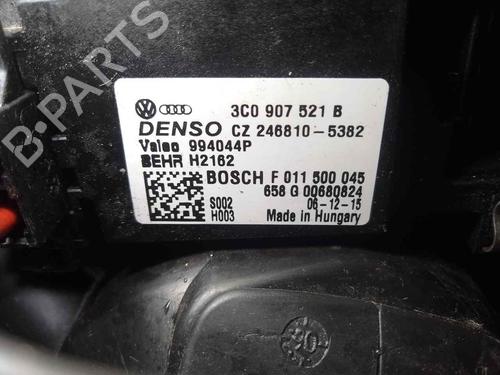 3C0 907 521 B
DENSO CZ 246810-5382
Valeo 994044P
BEHR H2162
BOSCH F 011 500 045
658 G 00680824
S002 06-12-15
H003 Made in Hungary